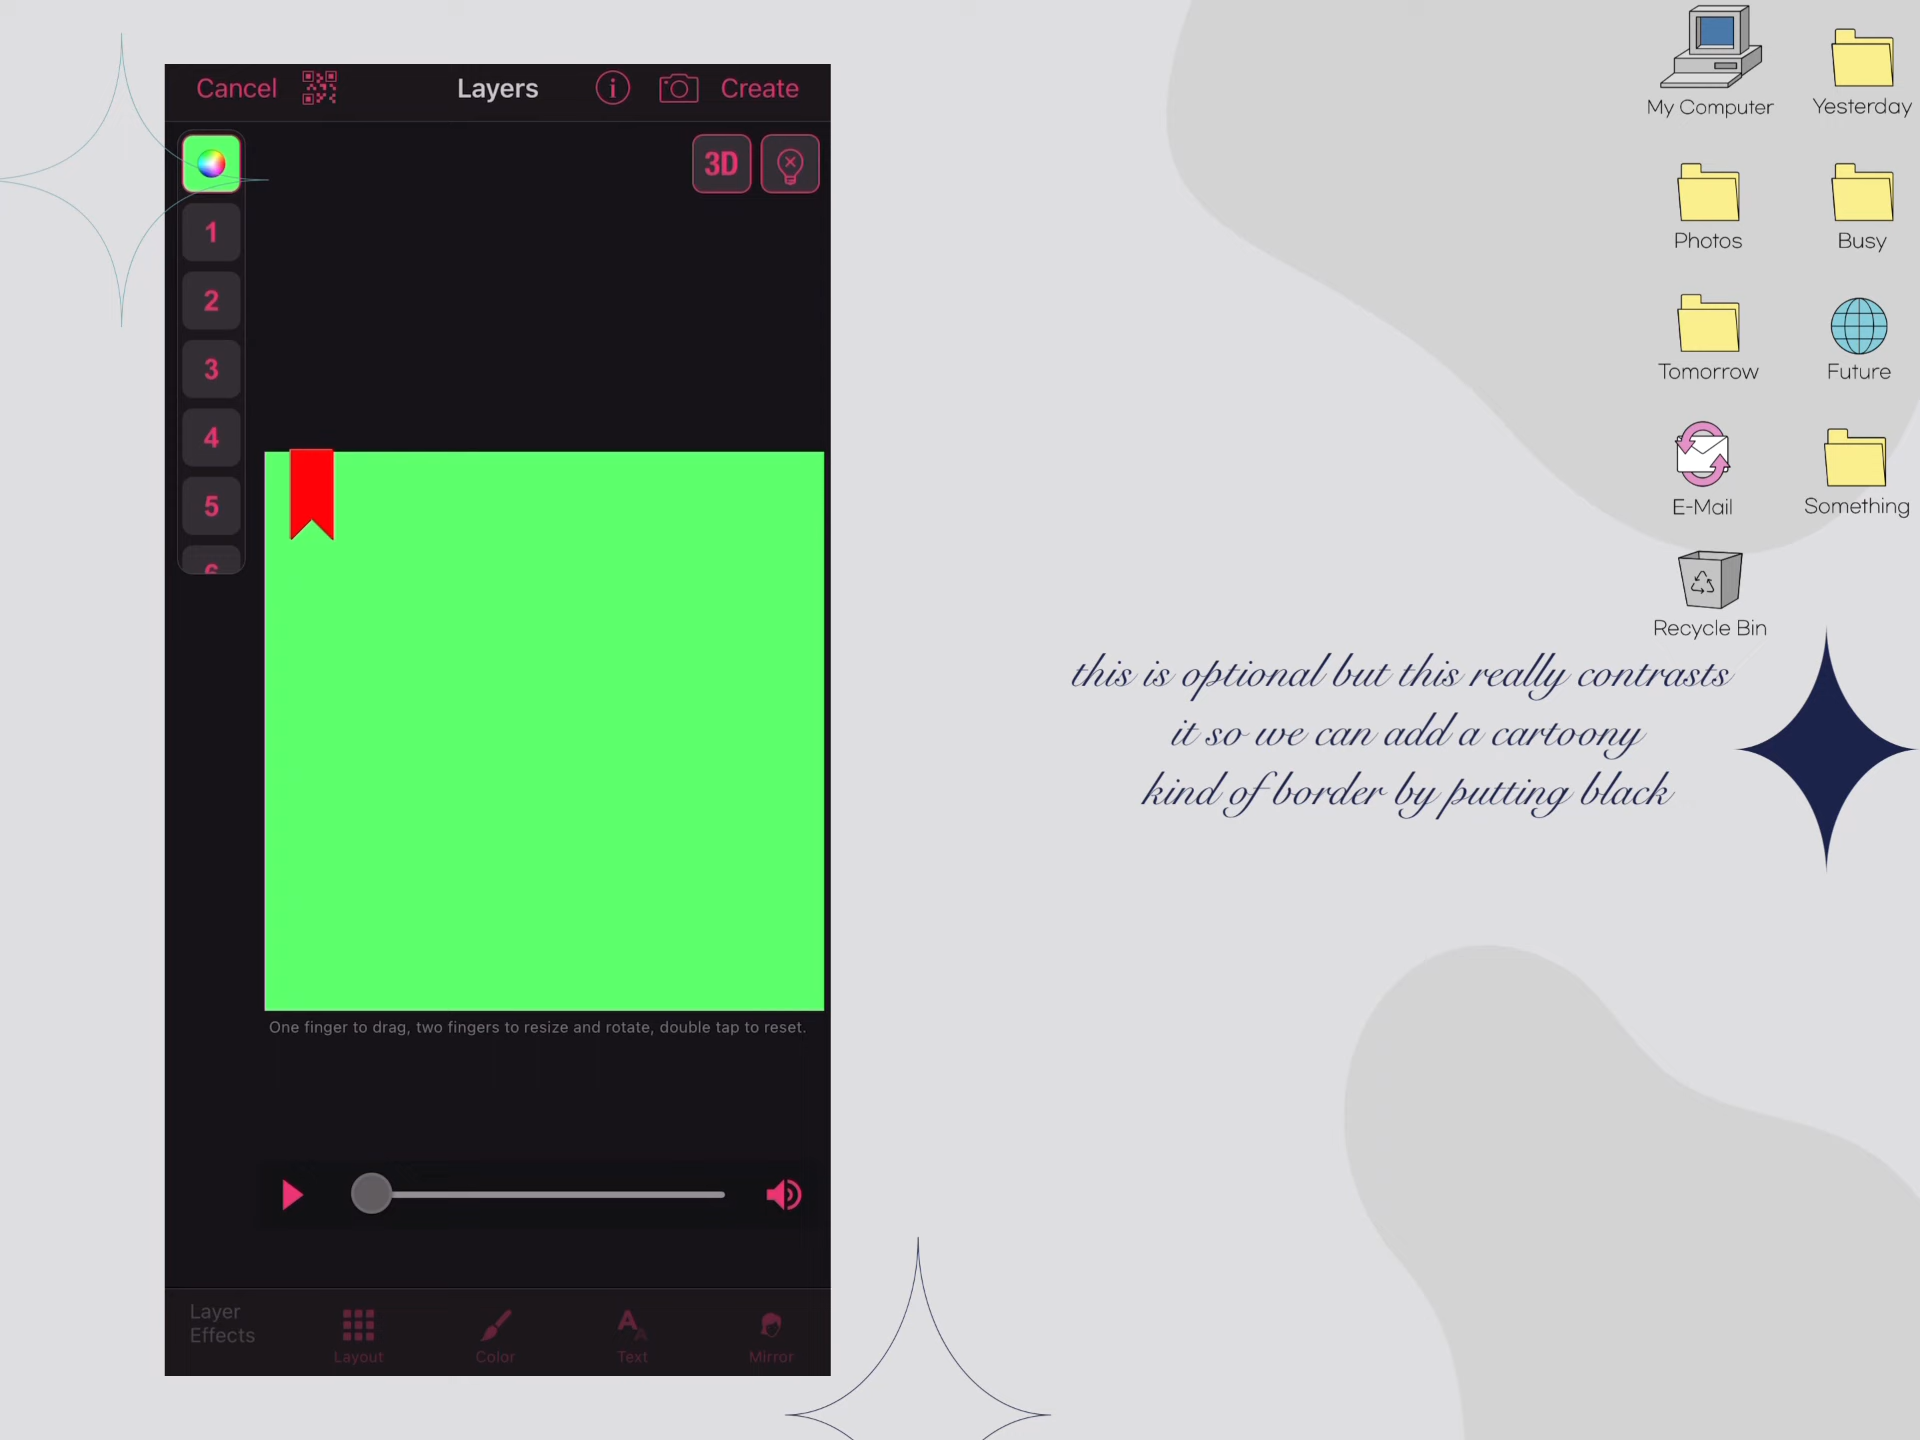 Cancel
Layers
Create
3D
1
2
3
4
5
6
One finger to drag, two fingers to resize and rotate, double tap to reset.
Layer
Effects
Layout
Color
Text
Mirror
My Computer
Yesterday
Photos
Busy
Tomorrow
Future
E-Mail
Something
Recycle Bin
this is optional but this really contrasts
it so we can add a cartoony
kind of border by putting black